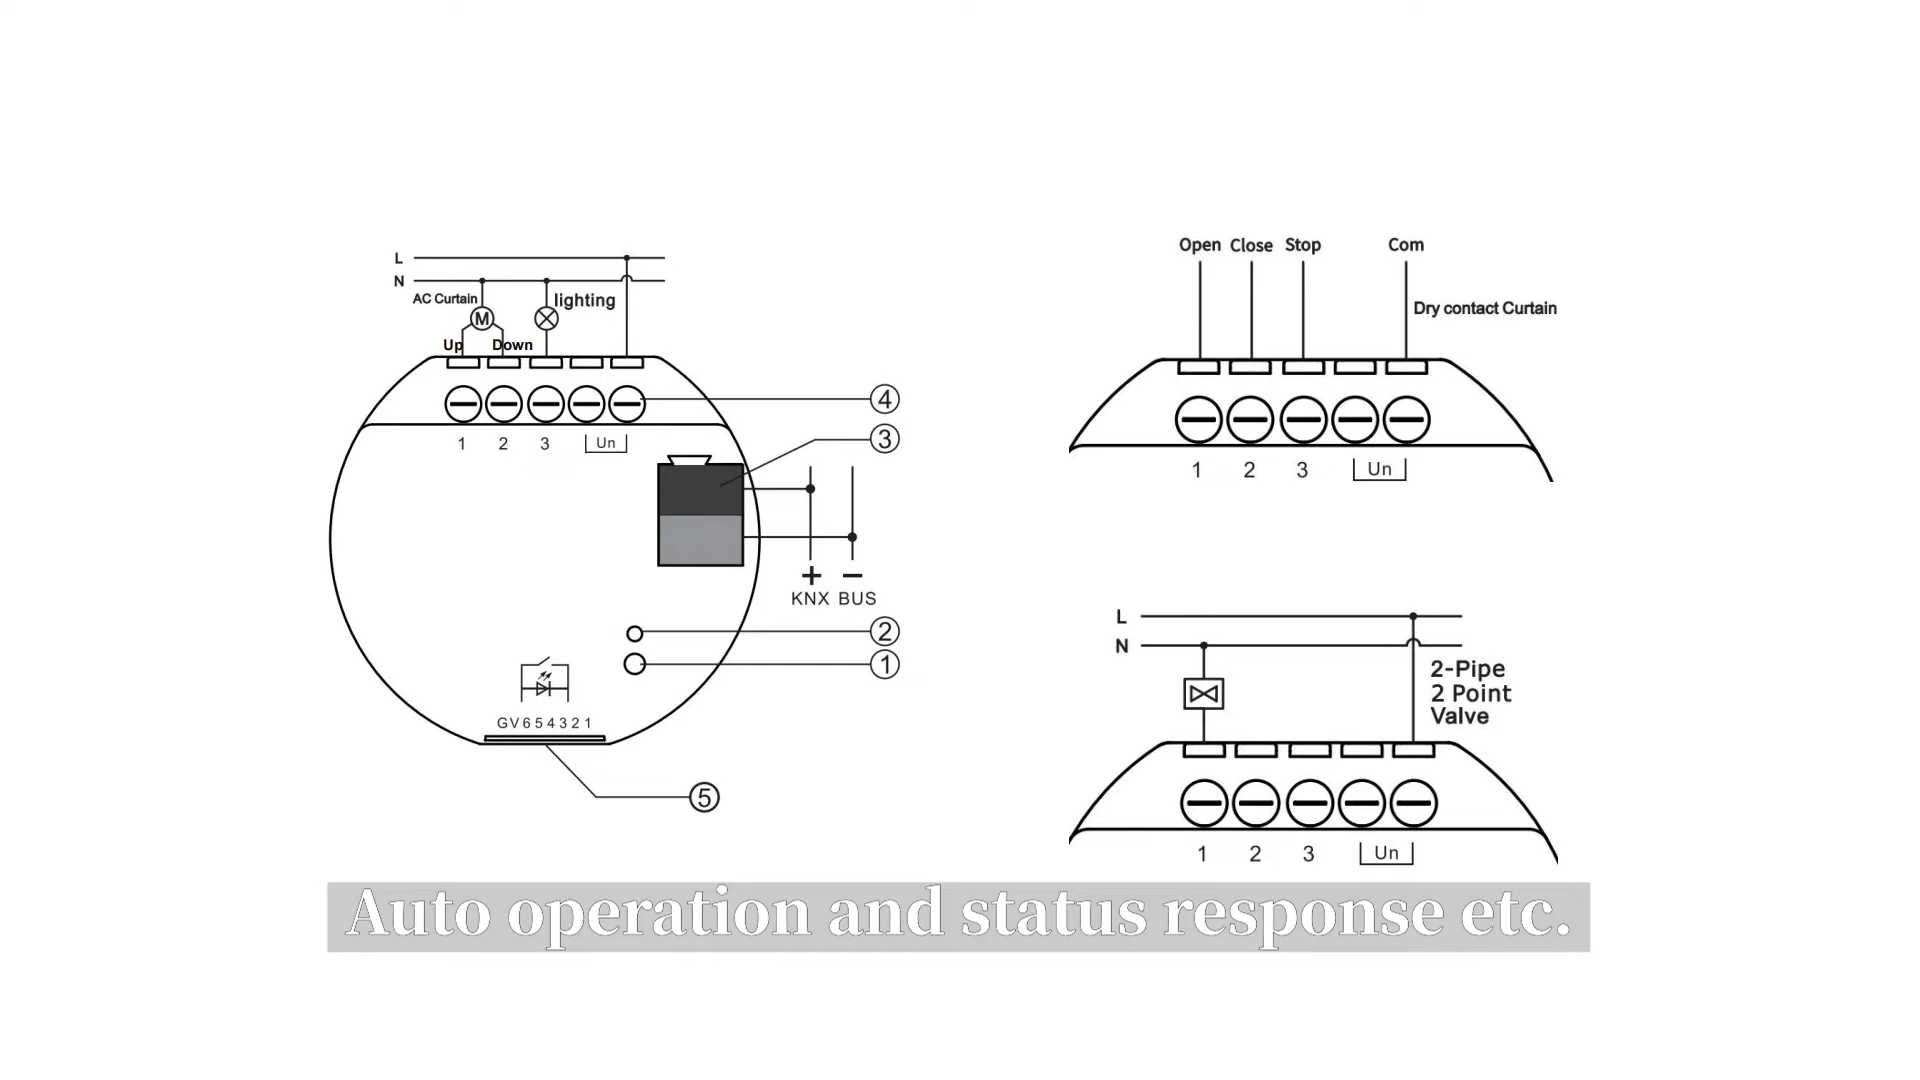 L
N
AC Curtain
lighting
M
Up
Down
1 2 3 Un
④
③
+ −
KNX BUS
②
①
GV654321
⑤
Open Close Stop Com
Dry contact Curtain
1 2 3 Un
L
N
2-Pipe
2 Point
Valve
1 2 3 Un
Auto operation and status response etc.